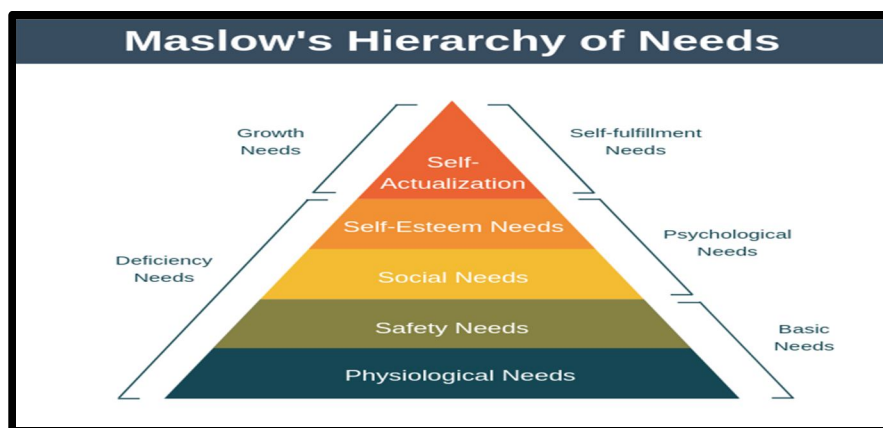 Maslow's Hierarchy of Needs
Growth
Needs
Self-fulfillment
Needs
Self-
Actualization
Self-Esteem Needs
Psychological
Needs
Deficiency
Needs
Social Needs
Safety Needs
Basic
Needs
Physiological Needs